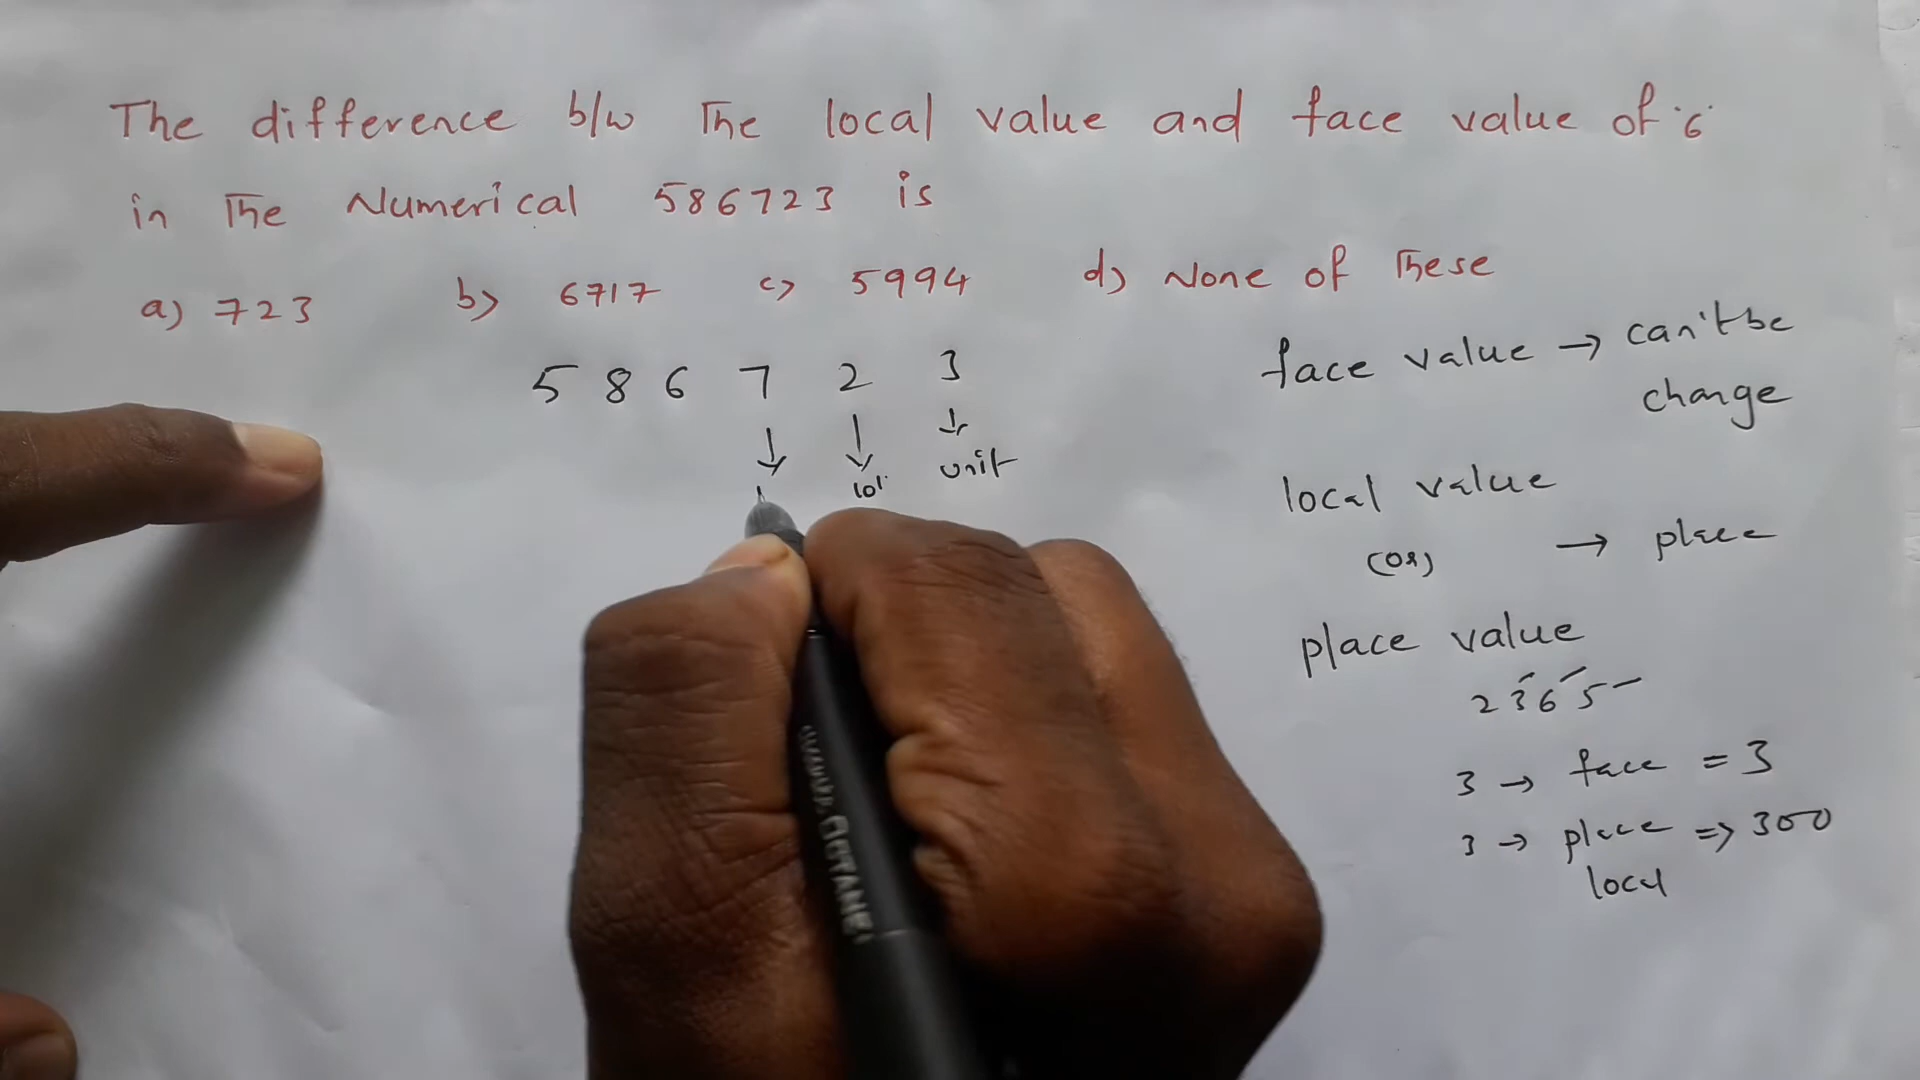 The difference b/w The local value and face value of '6'
in The Numerical 586723 is
a) 723 b) 6717 c) 5994 d) None of These
5 8 6 7 2 3
unit
10's
face value → can't be
change
local value
(or) → place
place value
2365
3 → face = 3
3 → place => 300
local
OCTANE